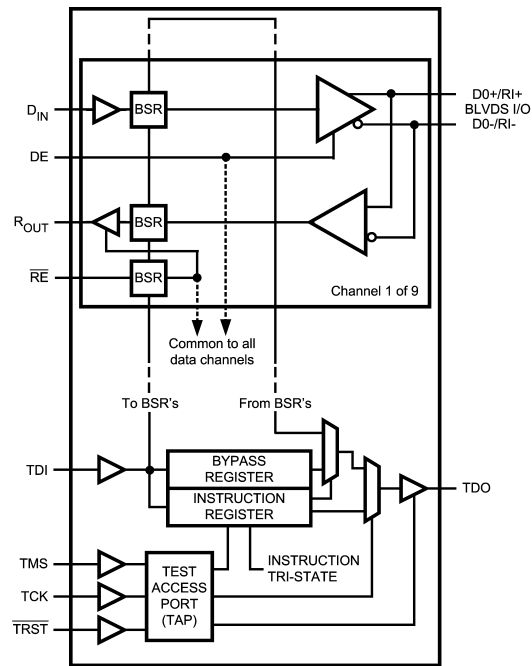 D0+/RI+
BLVDS I/O
D0-/RI-
D_IN
BSR
DE
R_OUT
BSR
R̅E̅
BSR
Channel 1 of 9
Common to all
data channels
To BSR's
From BSR's
TDI
BYPASS
REGISTER
INSTRUCTION
REGISTER
TDO
TMS
TCK
T̅R̅S̅T̅
TEST
ACCESS
PORT
(TAP)
INSTRUCTION
TRI-STATE